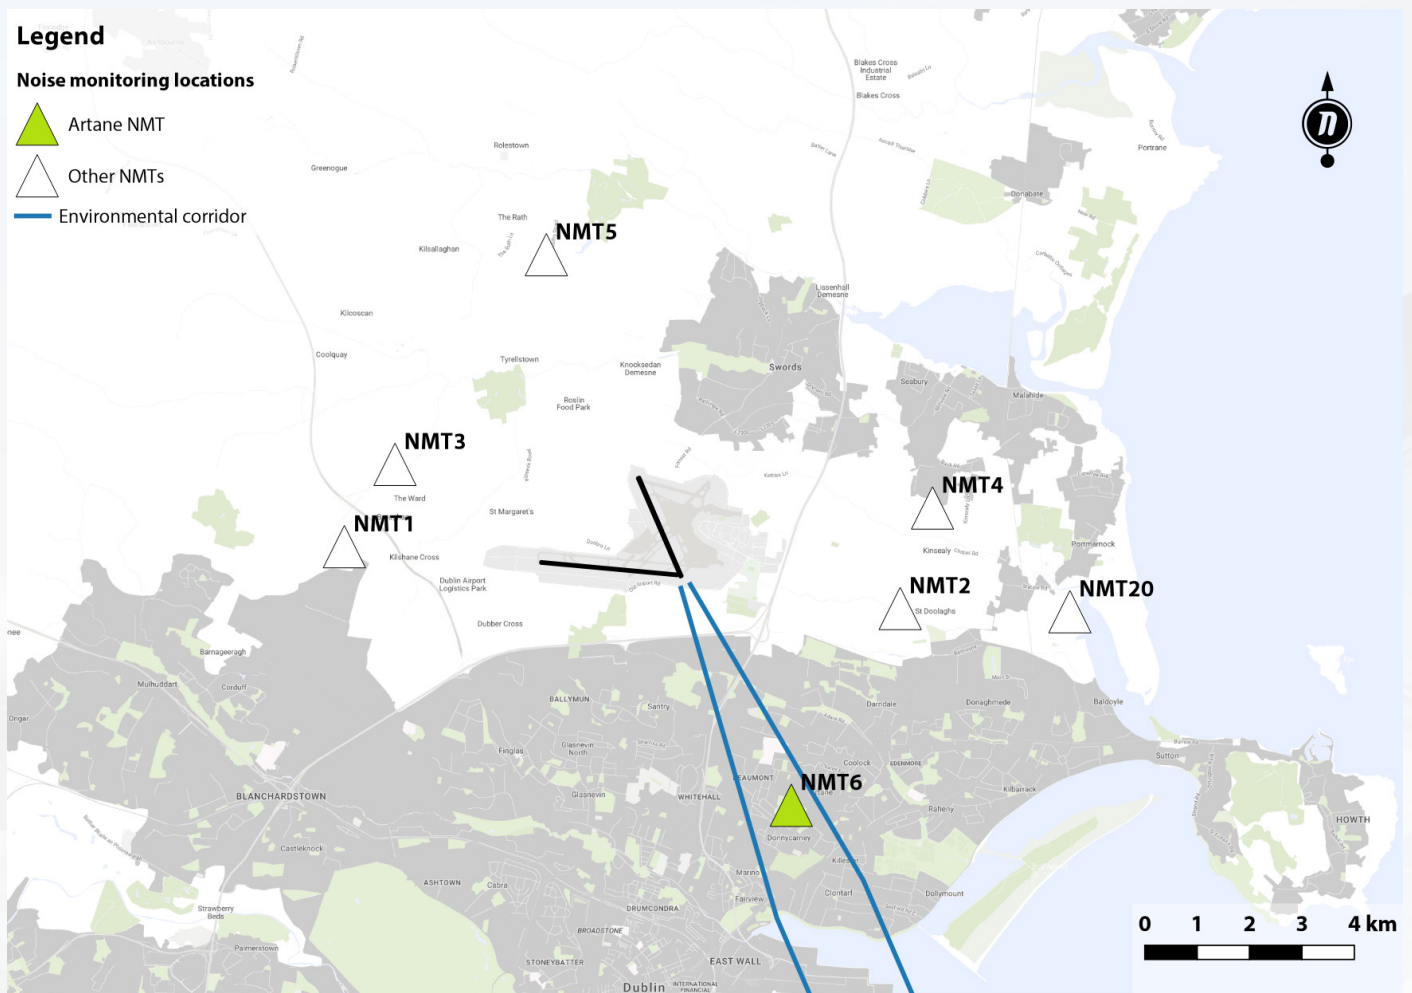 Legend
Noise monitoring locations
Artane NMT
Other NMTs
Environmental corridor
Blakes Cross
Industrial
Estate
Blakes Cross
Portrane
Rolestown
Greenogue
Donabate
The Rath
NMT5
Kilsallaghan
Lissenhall
Demesne
Kilcoscan
Coolquay
Tyrellstown
Knocksedan
Demesne
Swords
Seabury
Malahide
Roslin
Food Park
NMT3
The Ward
St Margaret's
NMT4
NMT1
Kilshane Cross
Kinsealy
Portmarnock
Dublin Airport
Logistics Park
NMT2
NMT20
St Doolaghs
Dubber Cross
Barnageeragh
Mulhuddart
Corduff
BALLYMUN
Santry
Darndale
Donaghmede
Baldoyle
Ongar
Finglas
Glasnevin
North
Sutton
Coolock
EDENMORE
NMT6
BLANCHARDSTOWN
Glasnevin
WHITEHALL
Raheny
Kilbarrack
HOWTH
Donnycarney
Castleknock
Killester
Marino
ASHTOWN
Cabra
Clontarf
Dollymount
Fairview
Strawberry
Beds
DRUMCONDRA
BROADSTONE
Palmerstown
STONEYBATTER
EAST WALL
Dublin
INTERNATIONAL
FINANCIAL
0 1 2 3 4 km